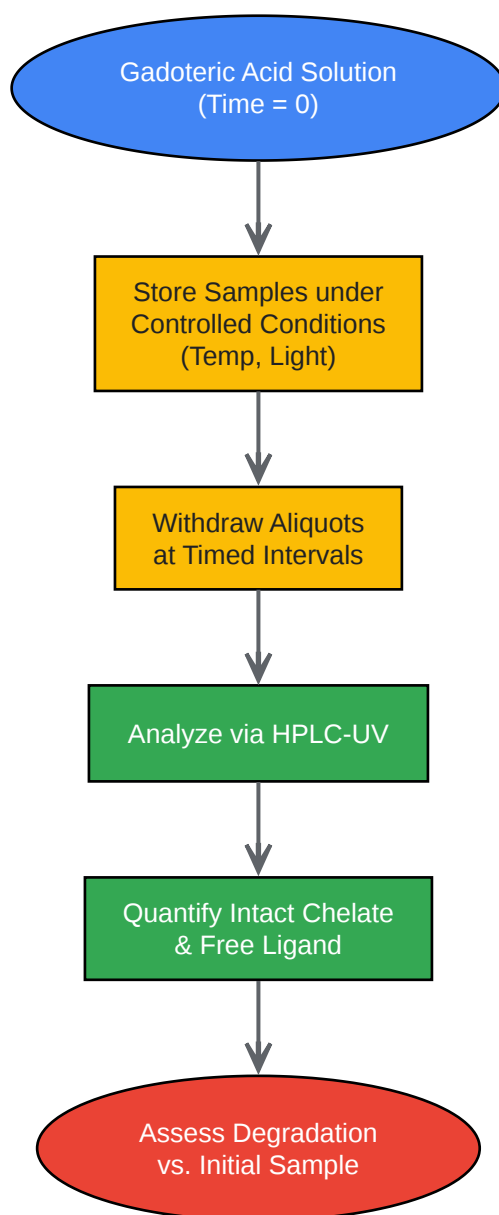 Gadoteric Acid Solution
(Time = 0)
Store Samples under
Controlled Conditions
(Temp, Light)
Withdraw Aliquots
at Timed Intervals
Analyze via HPLC-UV
Quantify Intact Chelate
& Free Ligand
Assess Degradation
vs. Initial Sample